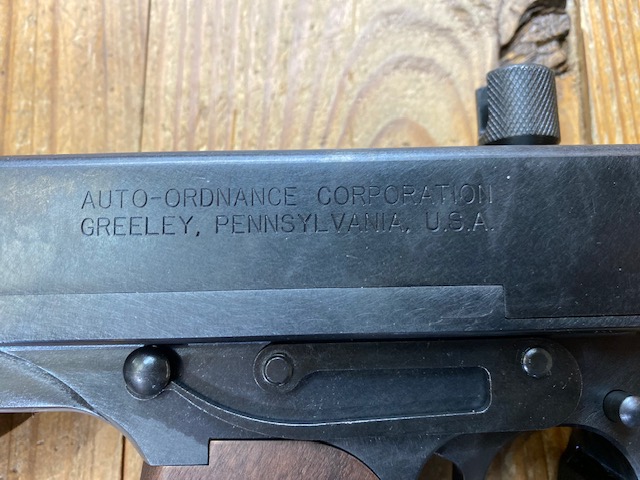 AUTO-ORDNANCE CORPORATION
GREELEY, PENNSYLVANIA, U.S.A.